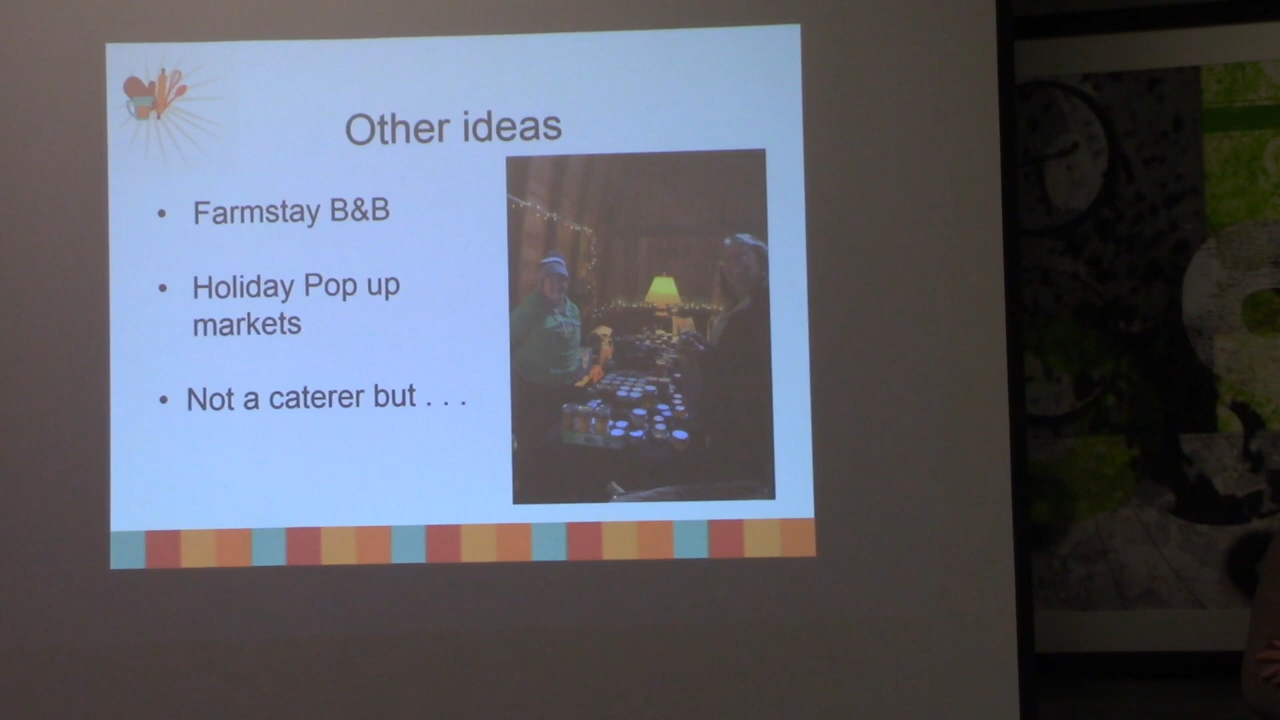 Other ideas
• Farmstay B&B
• Holiday Pop up
markets
• Not a caterer but . . .